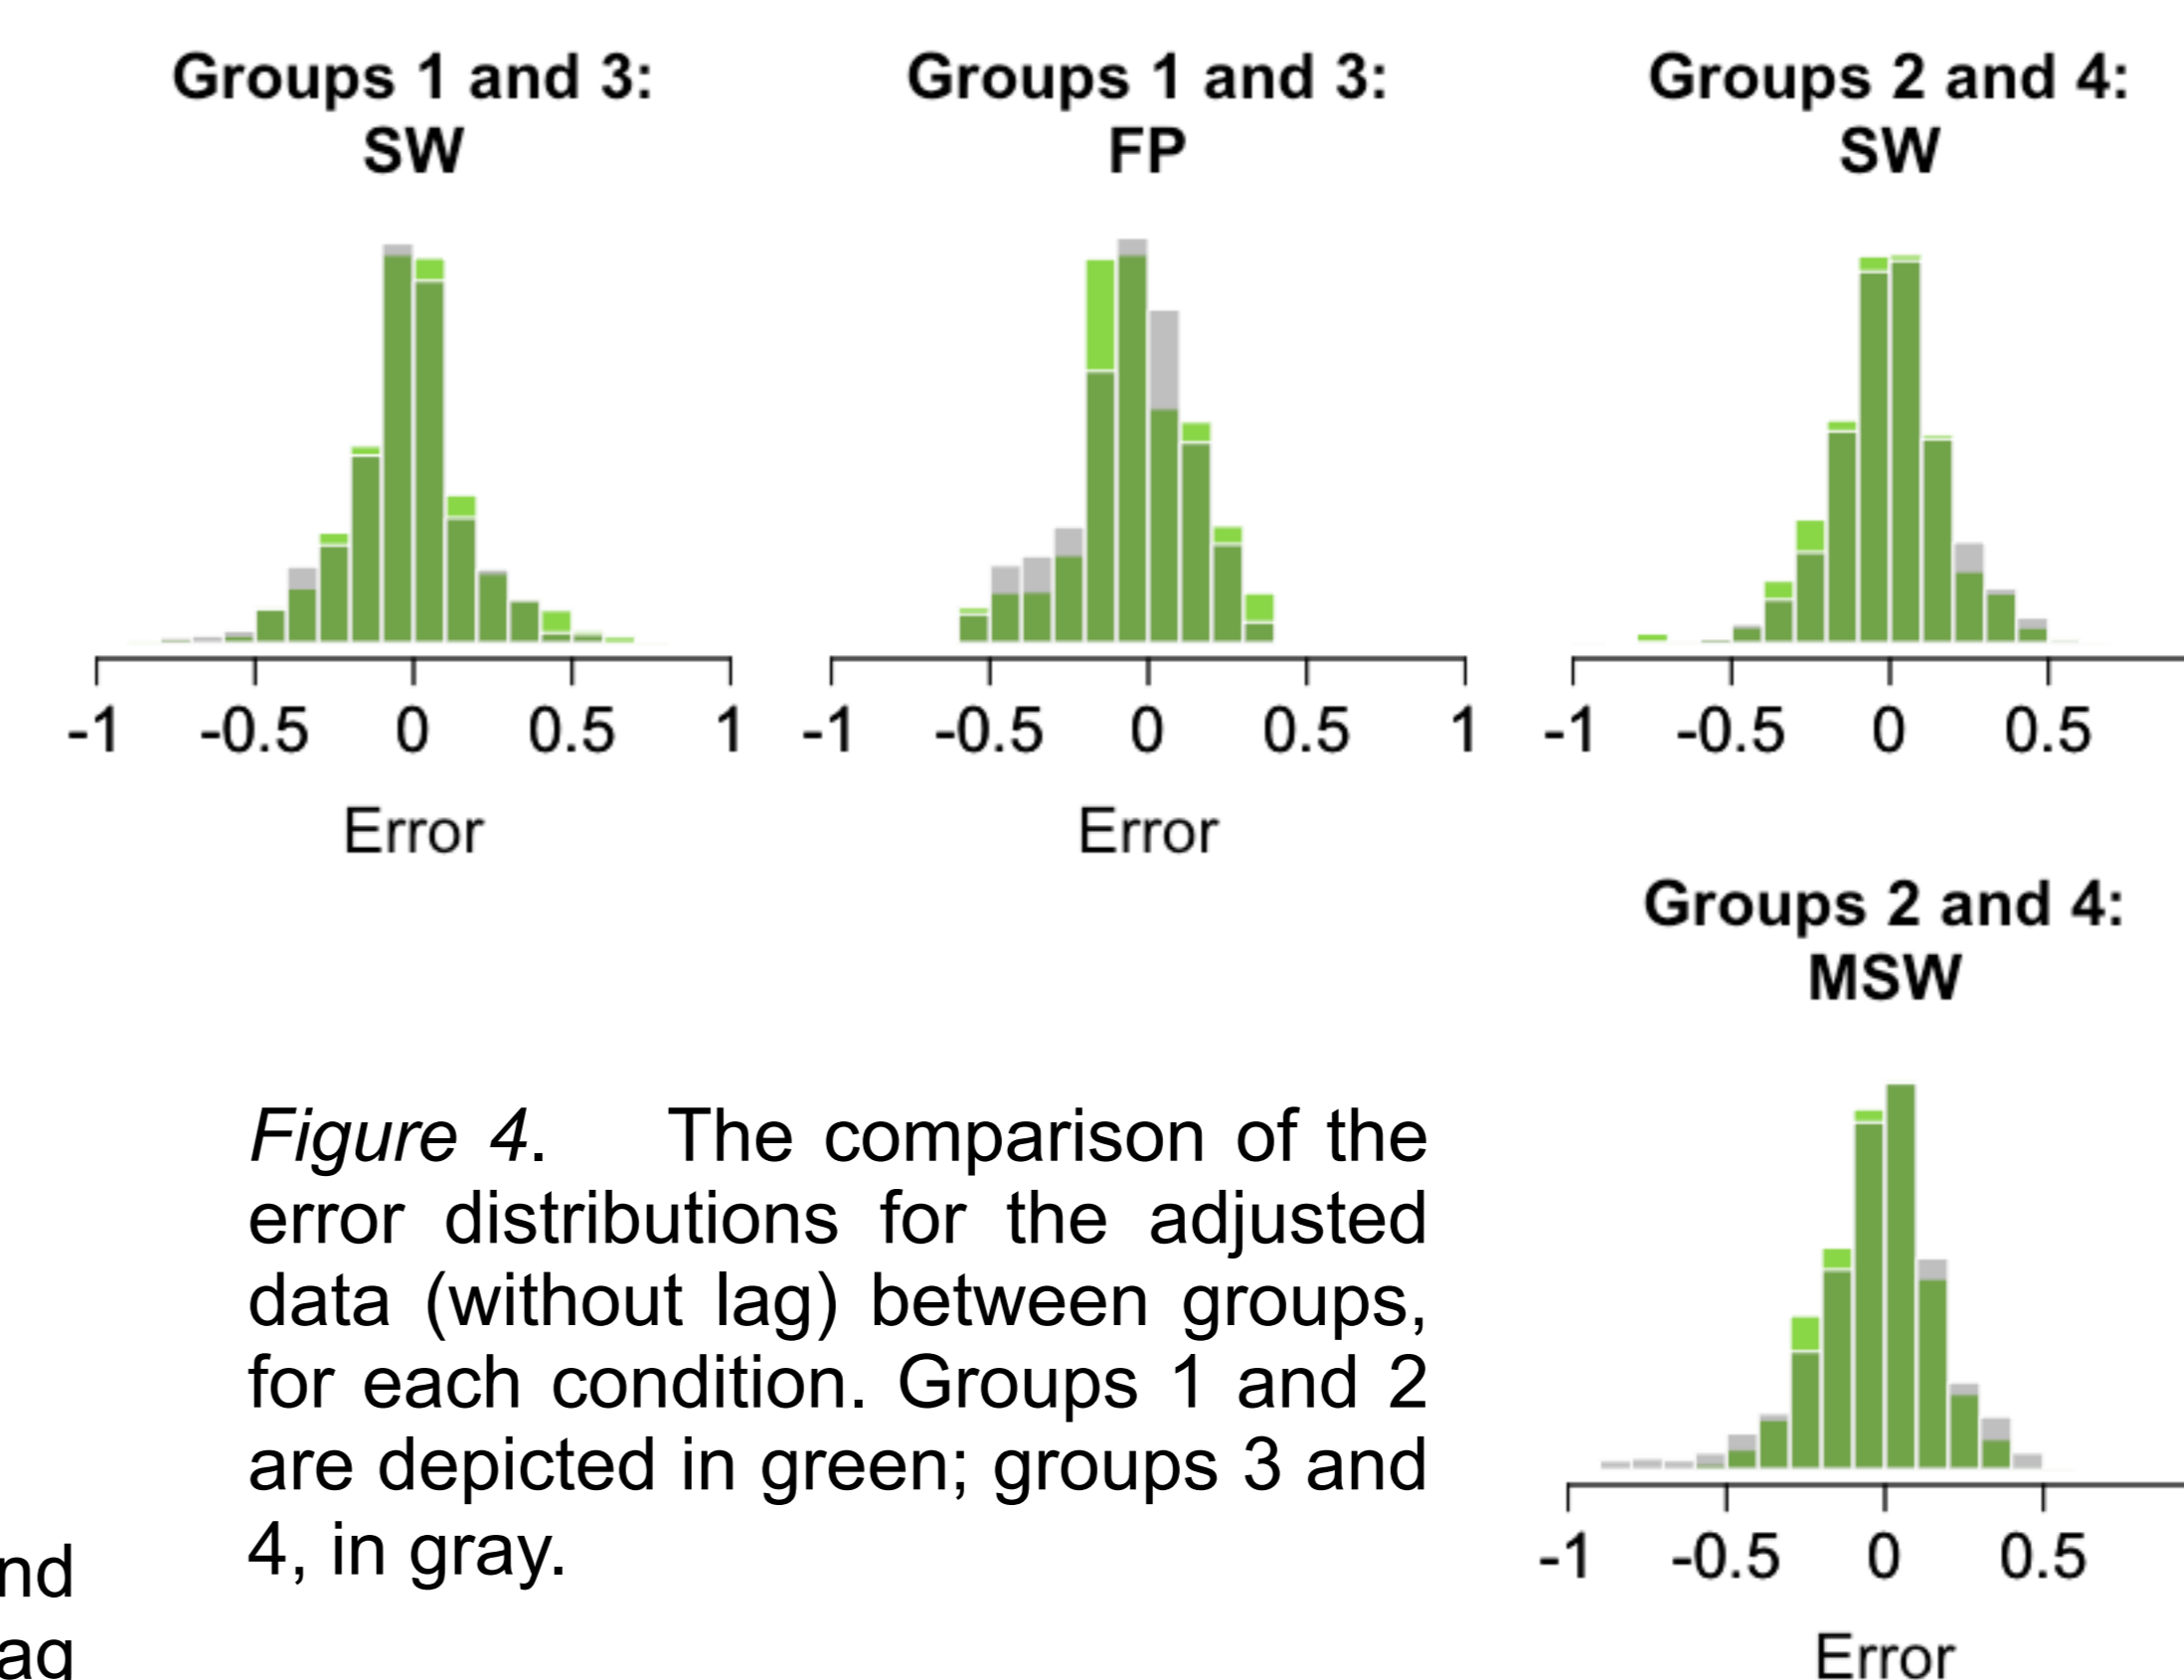 Groups 1 and 3:
SW
-1 -0.5 0 0.5 1
Error
Groups 1 and 3:
FP
-1 -0.5 0 0.5 1
Error
Groups 2 and 4:
SW
-1 -0.5 0 0.5
Groups 2 and 4:
MSW
-1 -0.5 0 0.5
Error
Figure 4. The comparison of the
error distributions for the adjusted
data (without lag) between groups,
for each condition. Groups 1 and 2
are depicted in green; groups 3 and
4, in gray.
nd
ag